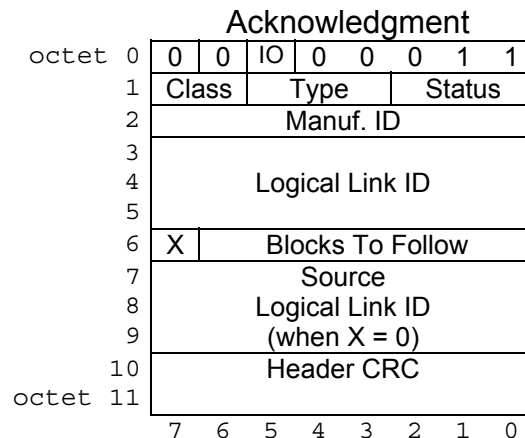 Acknowledgment
octet 0 0 0 IO 0 0 0 1 1
1 Class Type Status
2 Manuf. ID
3
4 Logical Link ID
5
6 X Blocks To Follow
7 Source
8 Logical Link ID
9 (when X = 0)
10 Header CRC
octet 11
7 6 5 4 3 2 1 0